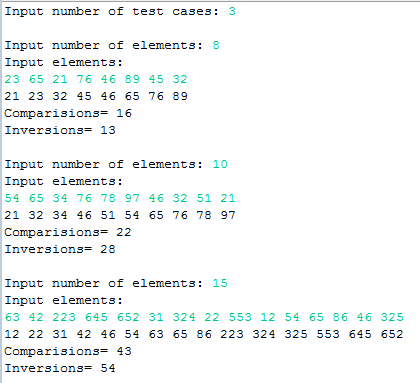 Input number of test cases: 3
Input number of elements: 8
Input elements:
23 65 21 76 46 89 45 32
21 23 32 45 46 65 76 89
Comparisions= 16
Inversions= 13
Input number of elements: 10
Input elements:
54 65 34 76 78 97 46 32 51 21
21 32 34 46 51 54 65 76 78 97
Comparisions= 22
Inversions= 28
Input number of elements: 15
Input elements:
63 42 223 645 652 31 324 22 553 12 54 65 86 46 325
12 22 31 42 46 54 63 65 86 223 324 325 553 645 652
Comparisions= 43
Inversions= 54